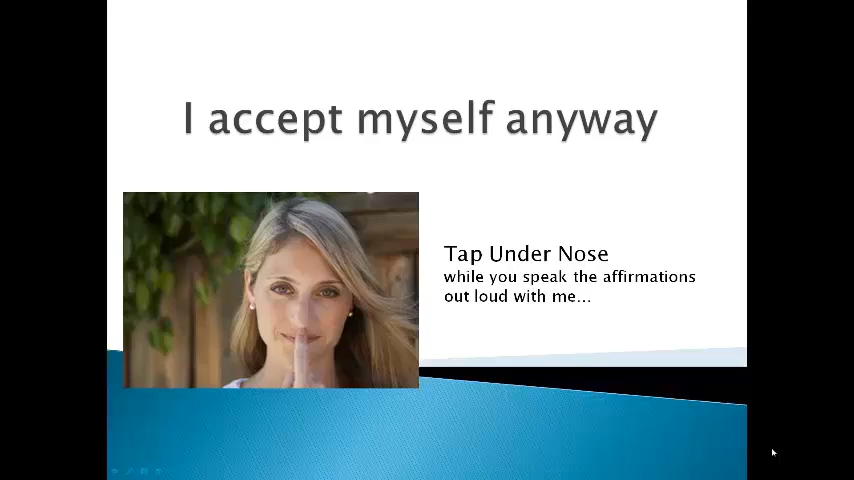 I accept myself anyway
Tap Under Nose
while you speak the affirmations
out loud with me...